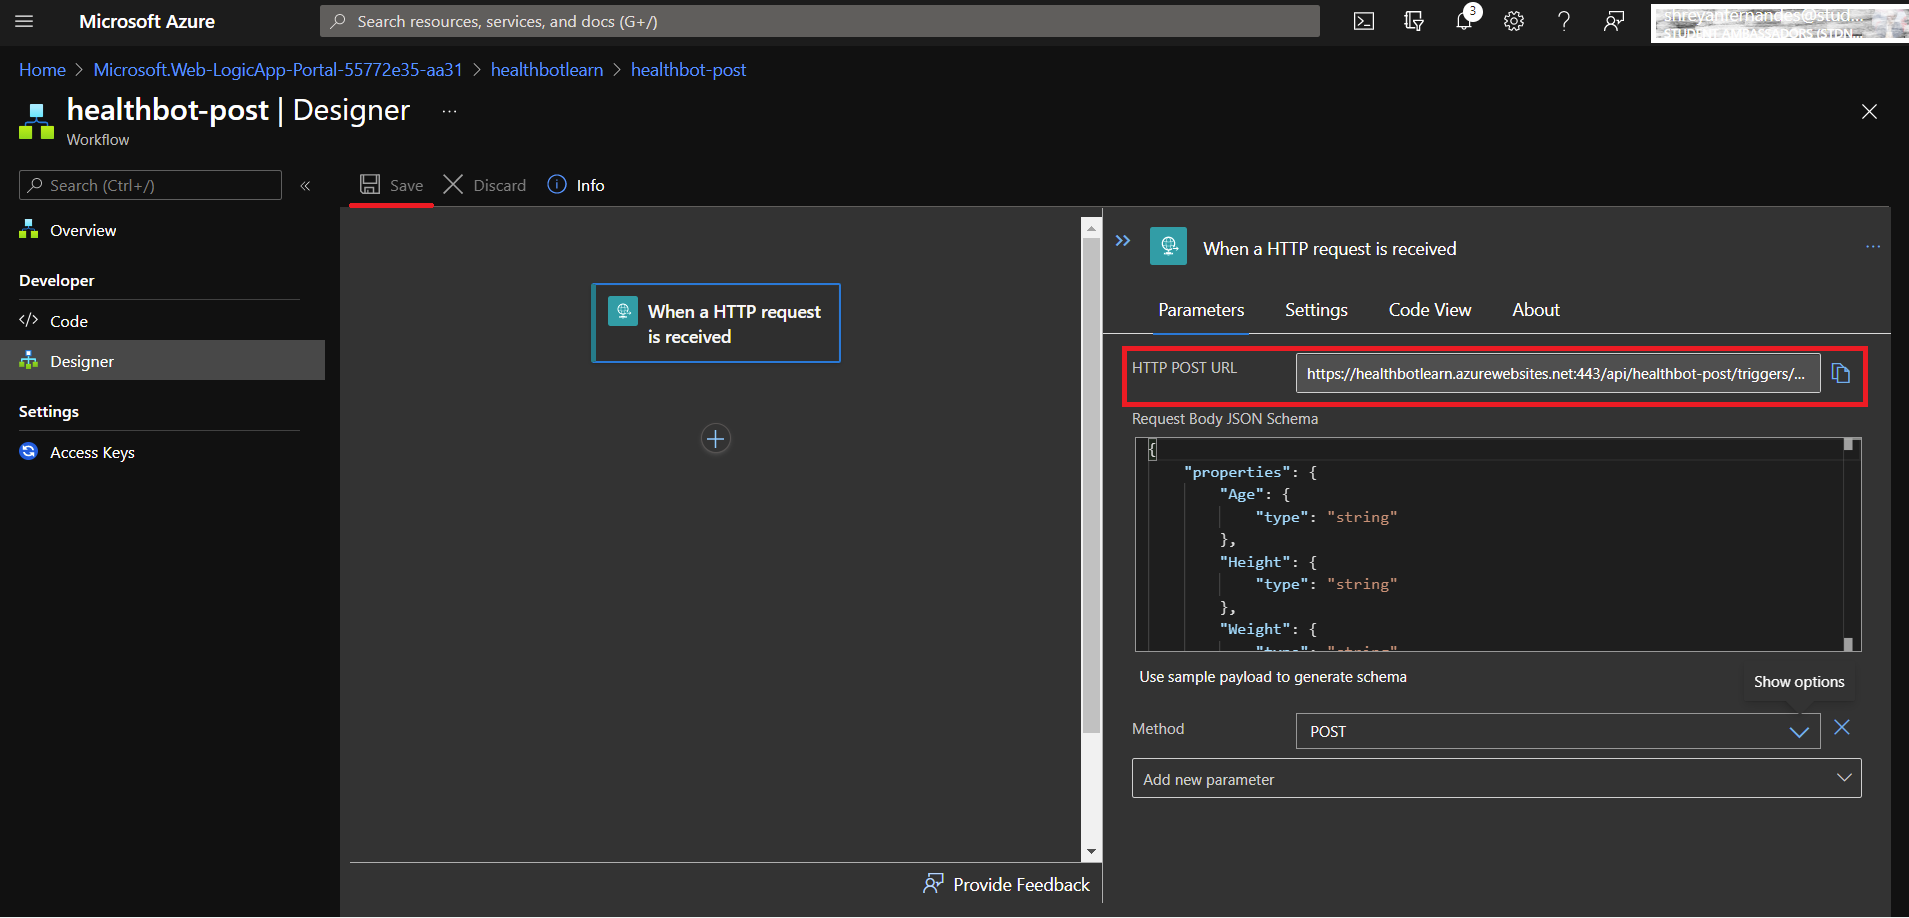 Microsoft Azure
Search resources, services, and docs (G+/)
3
shreyanfernandes@stud...
STUDENT AMBASSADORS (STDN...
Home > Microsoft.Web-LogicApp-Portal-55772e35-aa31 > healthbotlearn > healthbot-post
healthbot-post | Designer ...
Workflow
Search (Ctrl+/)
«
Overview
Developer
Code
Designer
Settings
Access Keys
Save
Discard
Info
When a HTTP request
is received
Provide Feedback
When a HTTP request is received
...
Parameters
Settings
Code View
About
HTTP POST URL
https://healthbotlearn.azurewebsites.net:443/api/healthbot-post/triggers/...
Request Body JSON Schema
{
"properties": {
"Age": {
"type": "string"
},
"Height": {
"type": "string"
},
"Weight": {
"type": "string"
Use sample payload to generate schema
Show options
Method
POST
Add new parameter